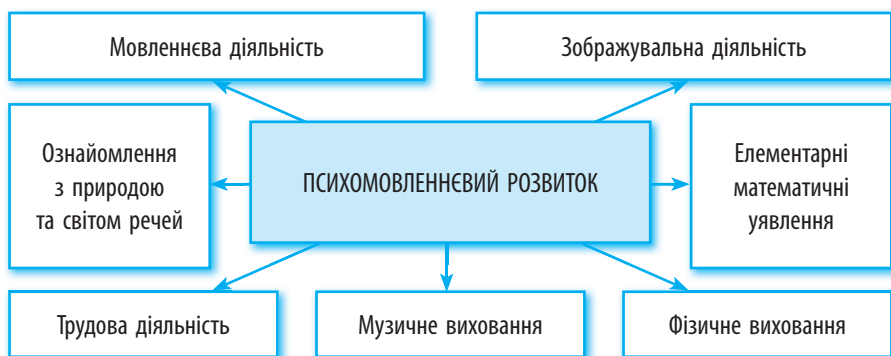 Мовленнєва діяльність
Зображувальна діяльність
Ознайомлення
з природою
та світом речей
ПСИХОМОВЛЕННЄВИЙ РОЗВИТОК
Елементарні
математичні
уявлення
Трудова діяльність
Музичне виховання
Фізичне виховання